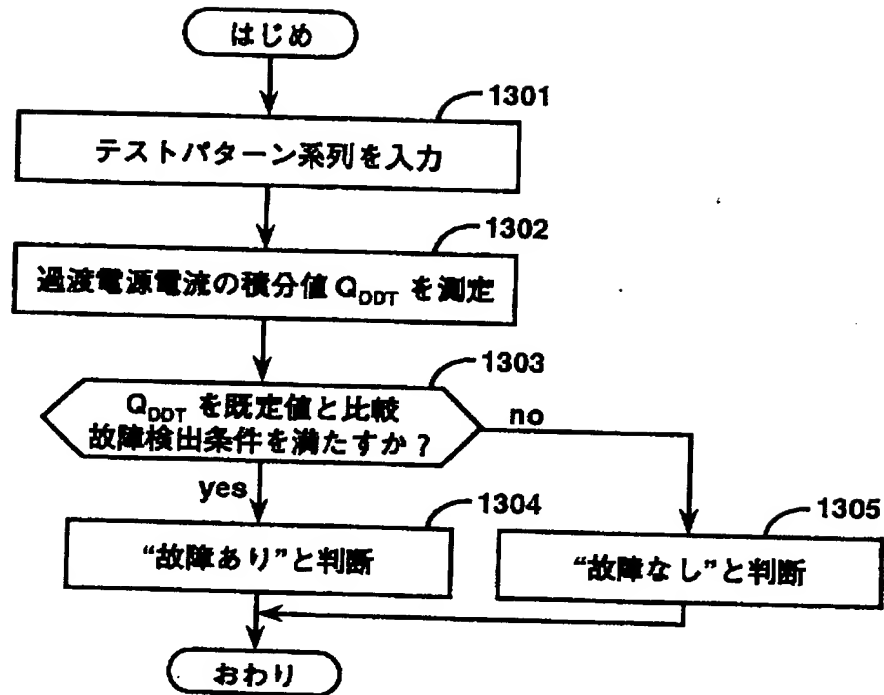 はじめ
1301
テストパターン系列を入力
1302
過渡電源電流の積分値 QDDT を測定
1303
QDDT を既定値と比較
故障検出条件を満たすか?
no
yes
1304
1305
“故障あり”と判断
“故障なし”と判断
おわり